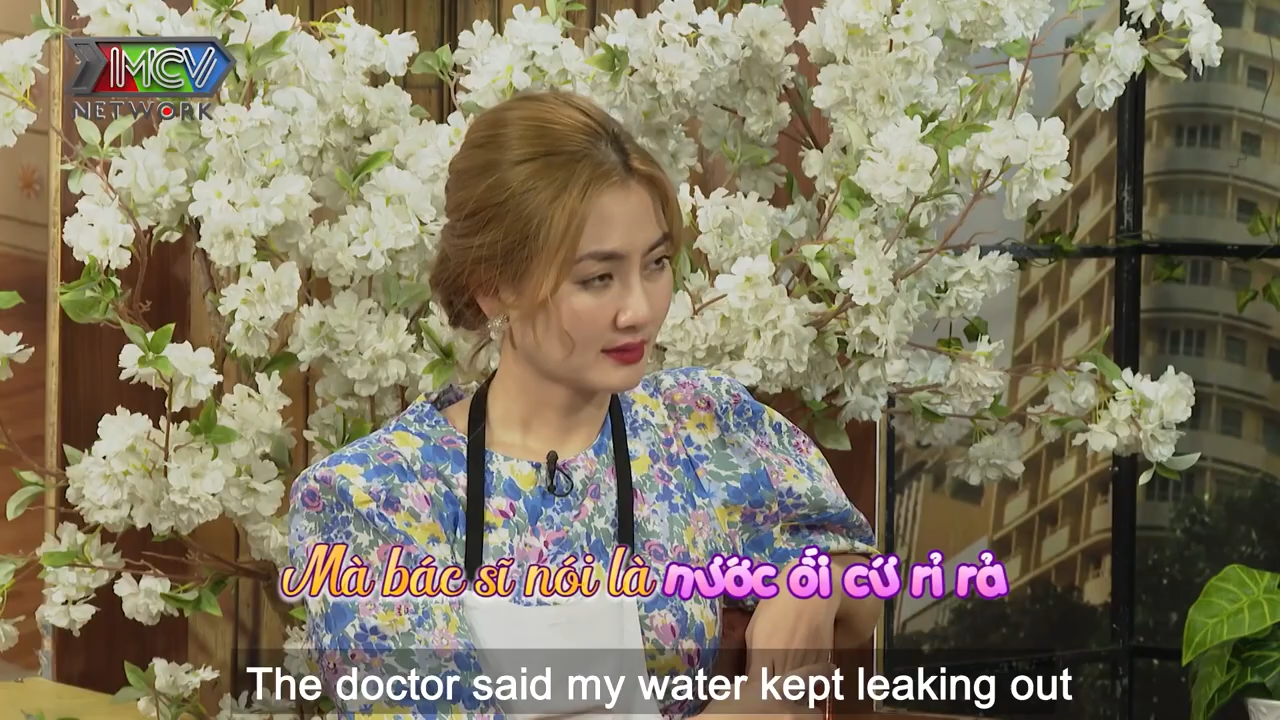 MCV
NETWORK
Mà bác sĩ nói là nước ối cứ rỉ rả
The doctor said my water kept leaking out